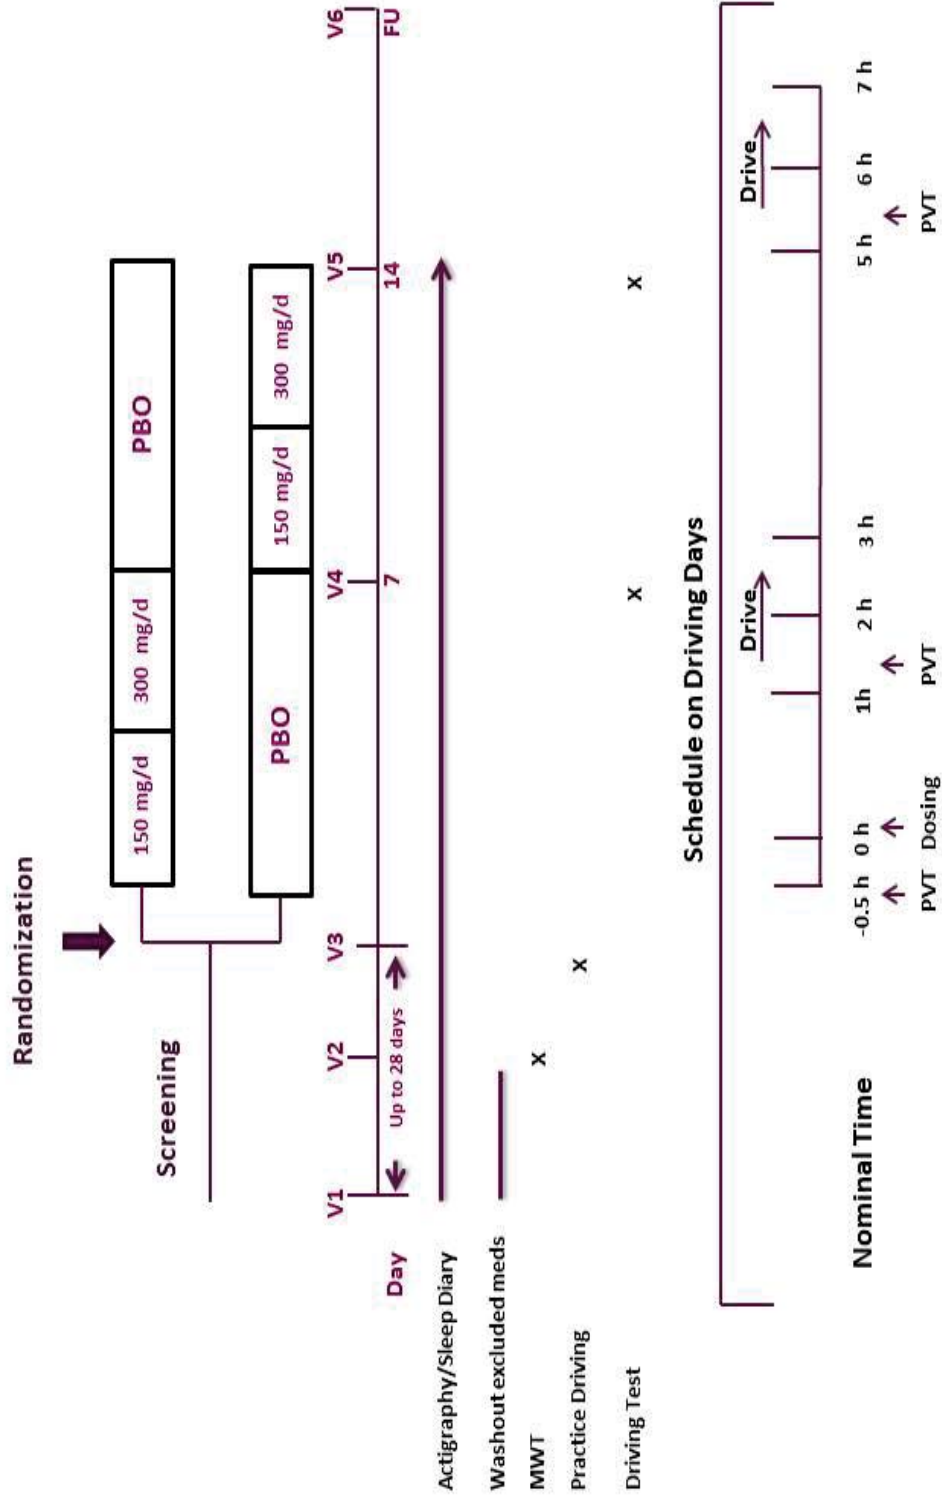 Randomization
Screening
150 mg/d 300 mg/d PBO
PBO 150 mg/d 300 mg/d
V1 V2 V3 V4 V5 V6
Day Up to 28 days 7 14 FU
Actigraphy/Sleep Diary
Washout excluded meds
MWT X
Practice Driving X
Driving Test X X
Schedule on Driving Days
Drive Drive
Nominal Time -0.5 h 0 h 1h 2 h 3 h 5 h 6 h 7 h
PVT Dosing PVT PVT